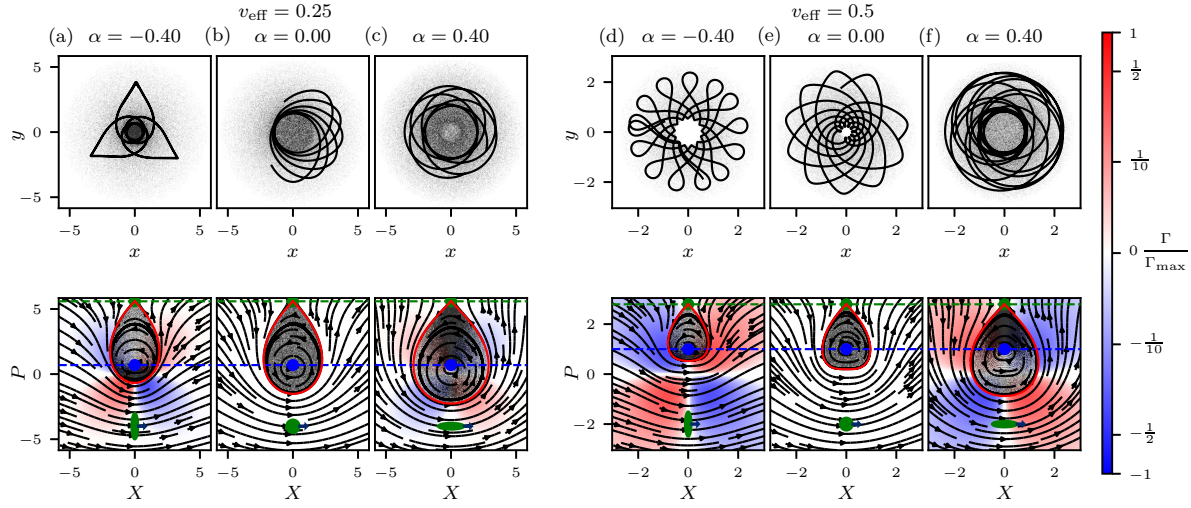 v_eff = 0.25
v_eff = 0.5
(a) α = −0.40 (b) α = 0.00 (c) α = 0.40 (d) α = −0.40 (e) α = 0.00 (f) α = 0.40
5
0
−5
y
−5 0 5 −5 0 5 −5 0 5
x x x
2
0
−2
y
−2 0 2 −2 0 2 −2 0 2
x x x
5
0
−5
P
−5 0 5 −5 0 5 −5 0 5
X X X
2
0
−2
P
−2 0 2 −2 0 2 −2 0 2
X X X
1
1/2
1/10
0
−1/10
−1/2
−1
Γ/Γ_max